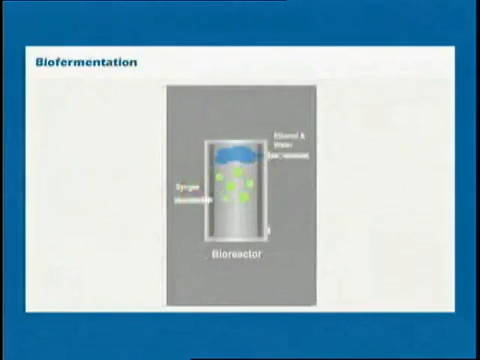 Biofermentation
Ethanol &
Water
Syngas
Bioreactor